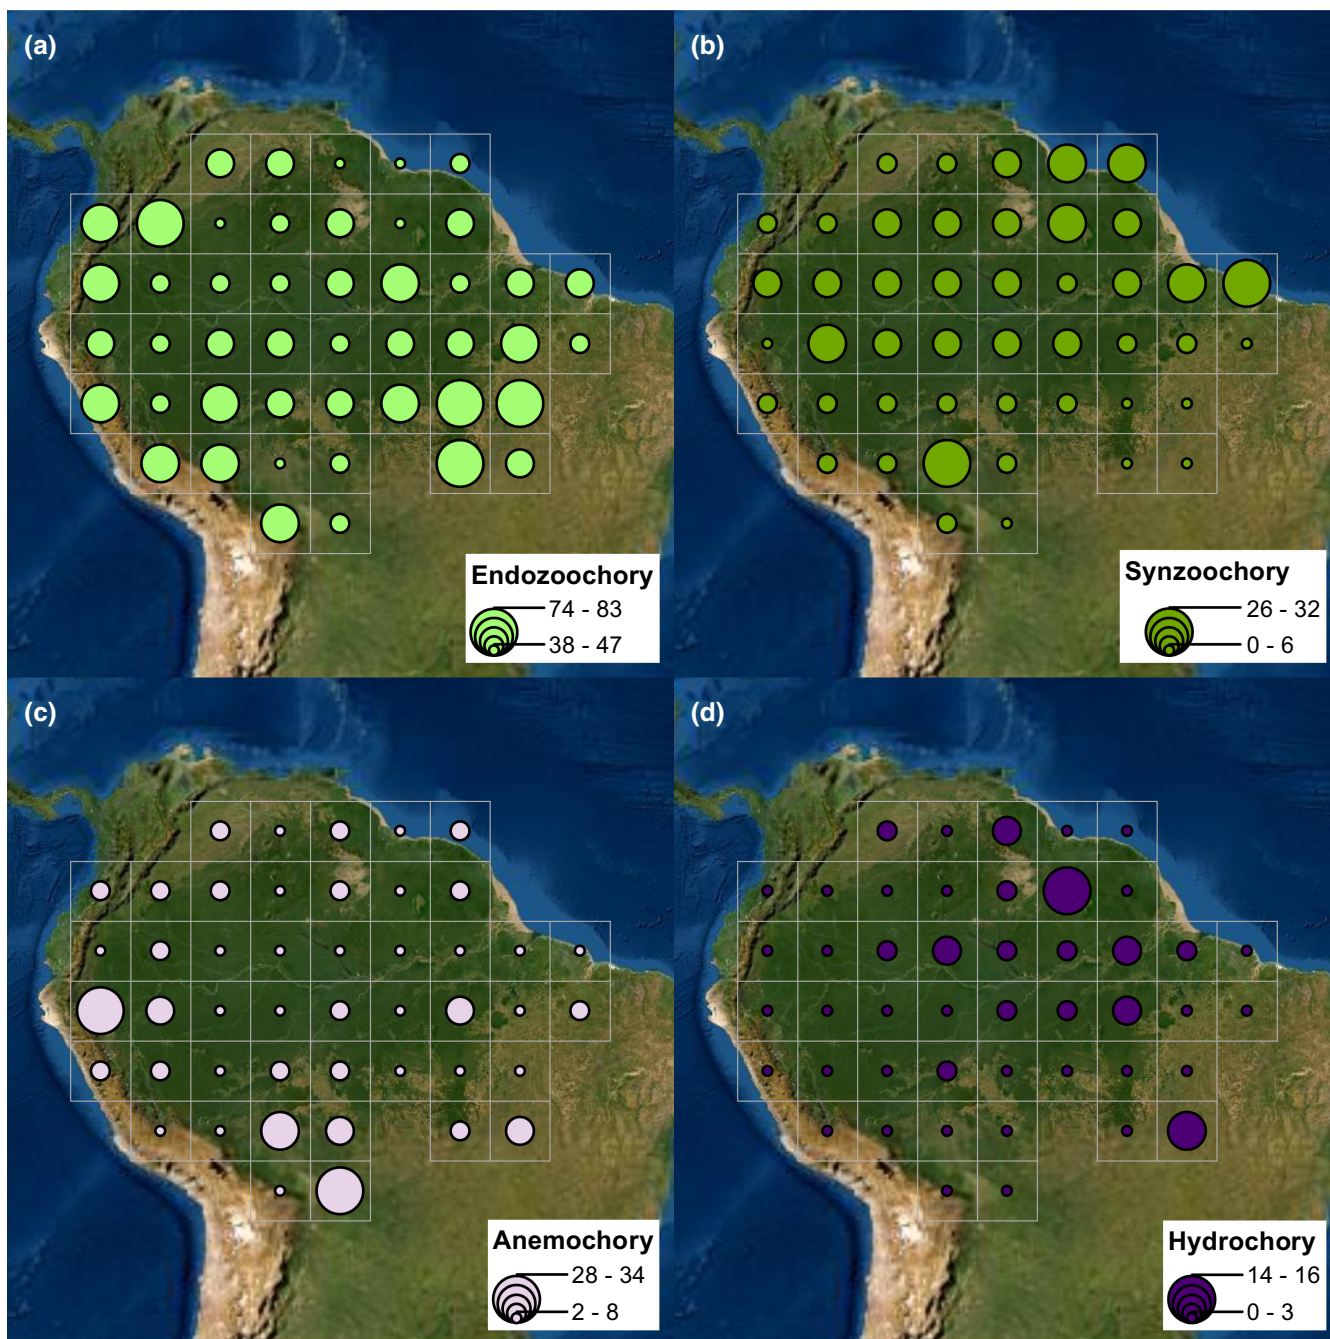 (a)
Endozoochory
74 - 83
38 - 47
(b)
Synzoochory
26 - 32
0 - 6
(c)
Anemochory
28 - 34
2 - 8
(d)
Hydrochory
14 - 16
0 - 3